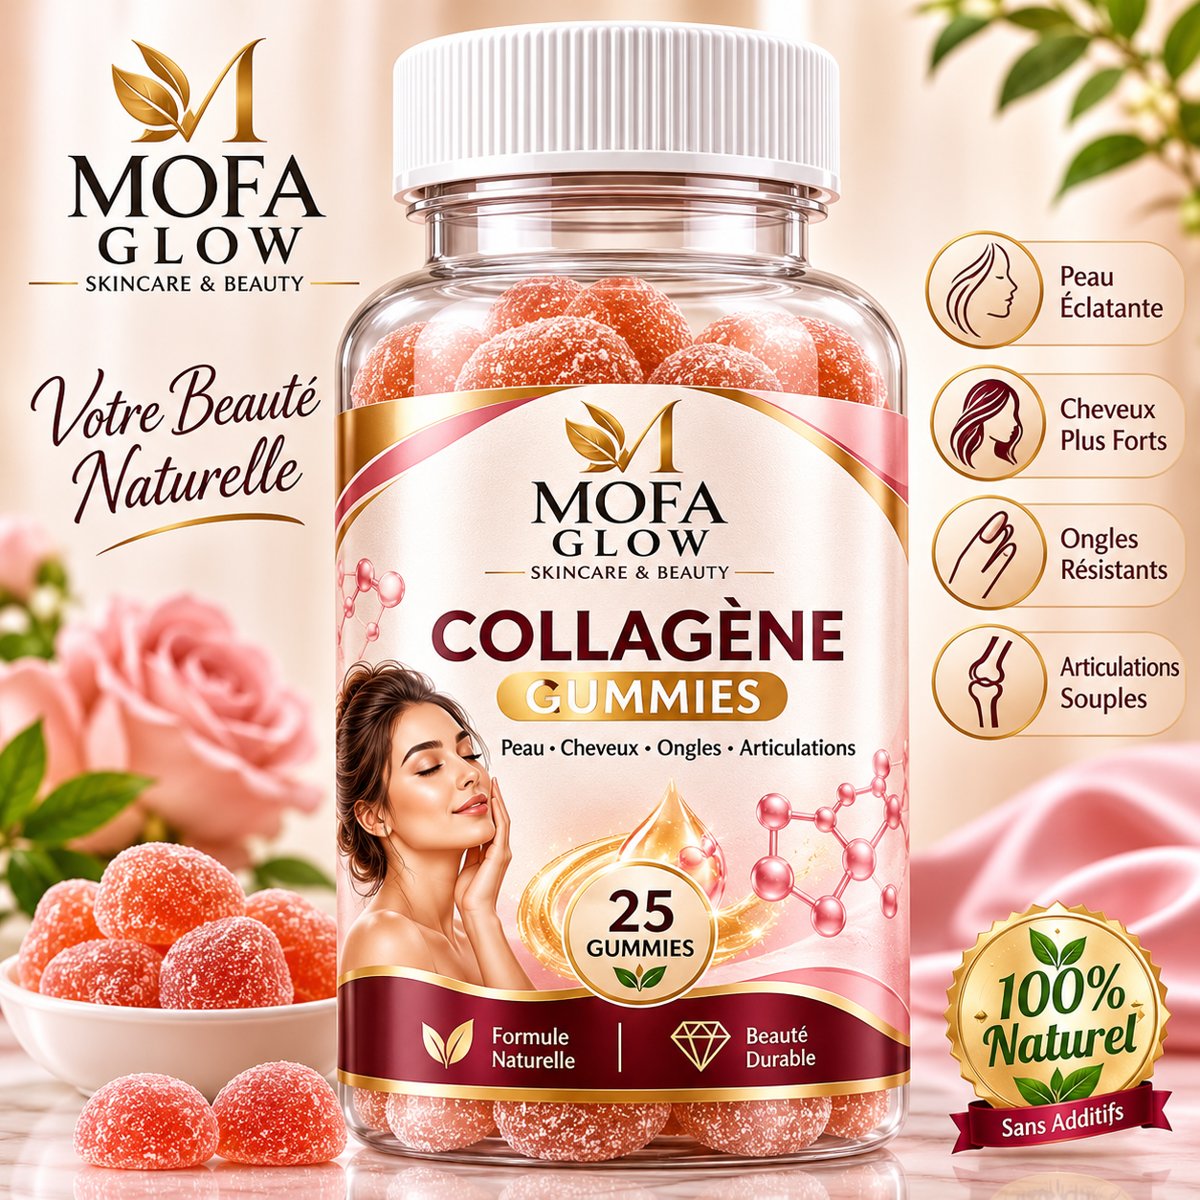 MOFA
GLOW
SKINCARE & BEAUTY
Votre Beauté
Naturelle
MOFA
GLOW
SKINCARE & BEAUTY
COLLAGÈNE
GUMMIES
Peau • Cheveux • Ongles • Articulations
25
GUMMIES
Formule
Naturelle
Beauté
Durable
Peau
Éclatante
Cheveux
Plus Forts
Ongles
Résistants
Articulations
Souples
100%
Naturel
Sans Additifs